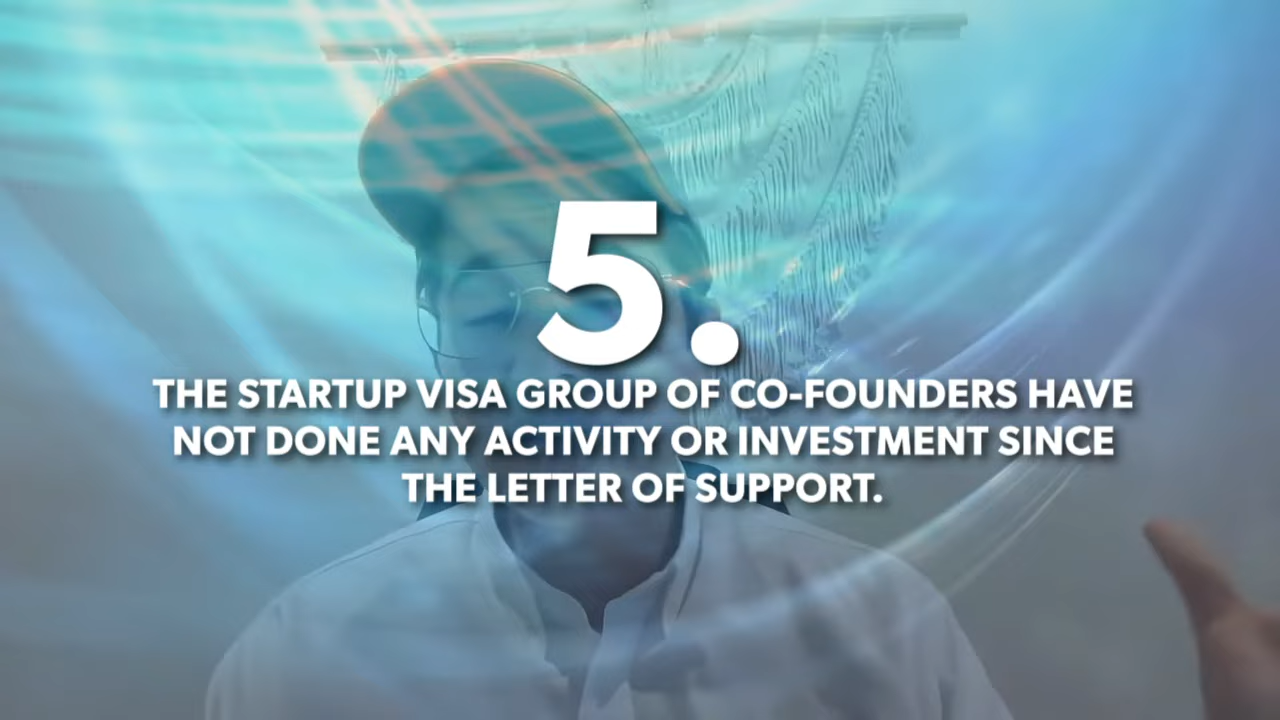 5.
THE STARTUP VISA GROUP OF CO-FOUNDERS HAVE
NOT DONE ANY ACTIVITY OR INVESTMENT SINCE
THE LETTER OF SUPPORT.